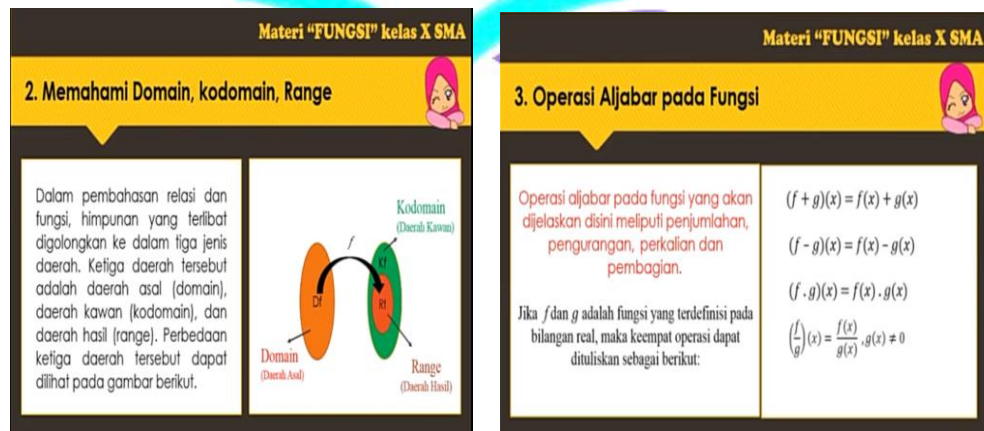 Materi “FUNGSI” kelas X SMA
2. Memahami Domain, kodomain, Range
Dalam pembahasan relasi dan
fungsi, himpunan yang terlibat
digolongkan ke dalam tiga jenis
daerah. Ketiga daerah tersebut
adalah daerah asal (domain),
daerah kawan (kodomain), dan
daerah hasil (range). Perbedaan
ketiga daerah tersebut dapat
dilihat pada gambar berikut.
Kodomain
(Daerah Kawan)
f
Kf
Df
Rf
Domain
(Daerah Asal)
Range
(Daerah Hasil)
Materi “FUNGSI” kelas X SMA
3. Operasi Aljabar pada Fungsi
Operasi aljabar pada fungsi yang akan
dijelaskan disini meliputi penjumlahan,
pengurangan, perkalian dan
pembagian.
Jika f dan g adalah fungsi yang terdefinisi pada
bilangan real, maka keempat operasi dapat
dituliskan sebagai berikut:
(f + g)(x) = f(x) + g(x)
(f - g)(x) = f(x) - g(x)
(f . g)(x) = f(x) . g(x)
(f/g)(x) = f(x)/g(x) , g(x) ≠ 0